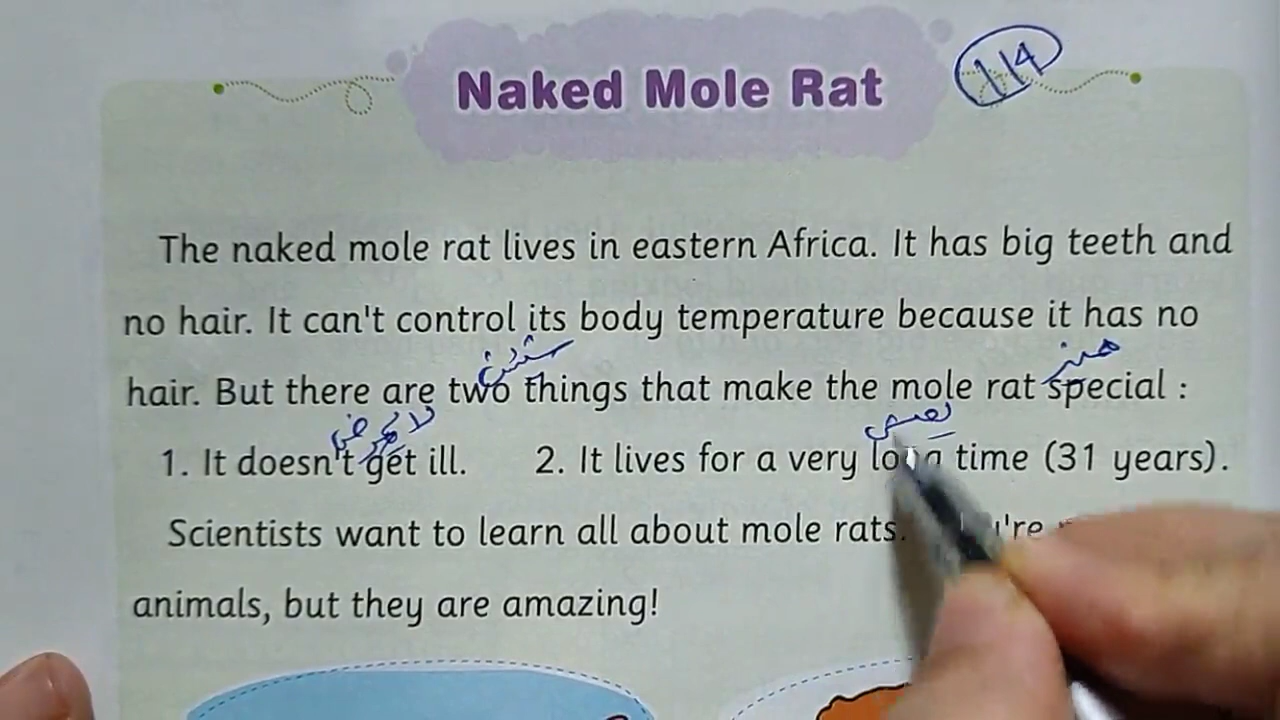 Naked Mole Rat
114
The naked mole rat lives in eastern Africa. It has big teeth and
no hair. It can't control its body temperature because it has no
hair. But there are two things that make the mole rat special :
لا يمرض
1. It doesn't get ill. 2. It lives for a very long time (31 years).
Scientists want to learn all about mole rats.
animals, but they are amazing!